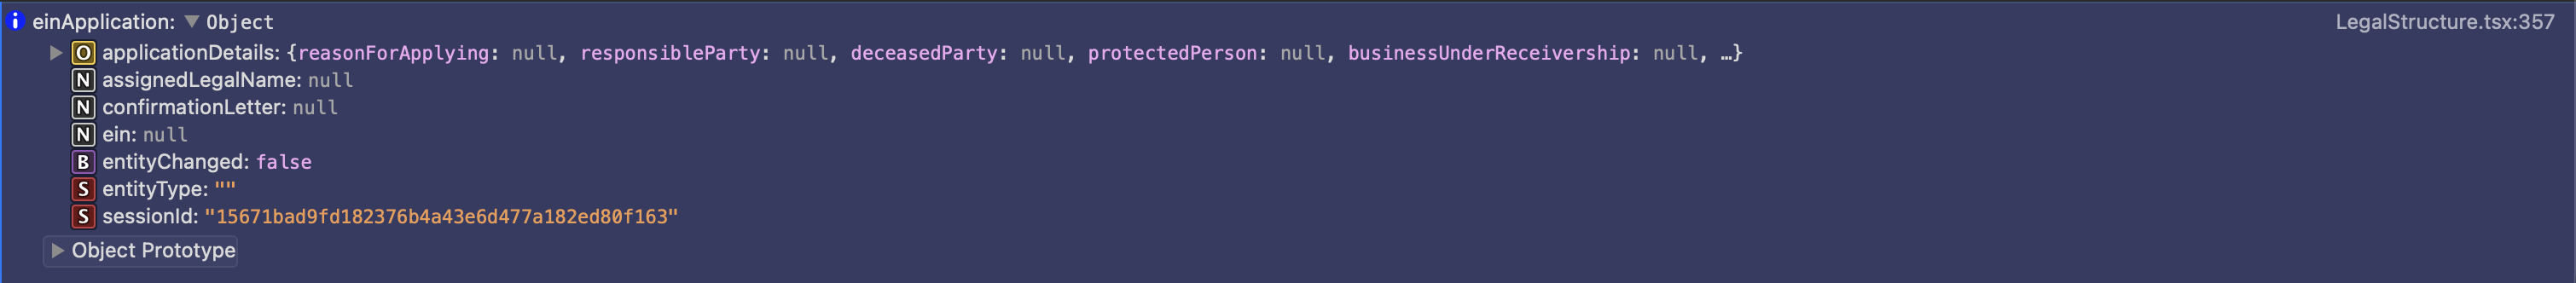 i einApplication: ▼ Object LegalStructure.tsx:357
▶ O applicationDetails: {reasonForApplying: null, responsibleParty: null, deceasedParty: null, protectedPerson: null, businessUnderReceivership: null, …}
N assignedLegalName: null
N confirmationLetter: null
N ein: null
B entityChanged: false
S entityType: ""
S sessionId: "15671bad9fd182376b4a43e6d477a182ed80f163"
▶ Object Prototype